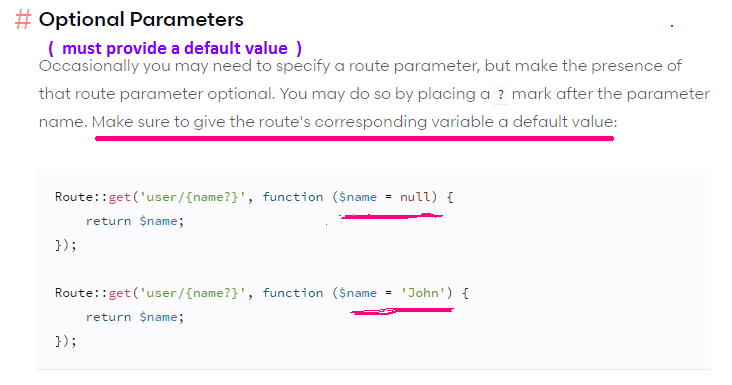 # Optional Parameters
( must provide a default value )
Occasionally you may need to specify a route parameter, but make the presence of
that route parameter optional. You may do so by placing a ? mark after the parameter
name. Make sure to give the route's corresponding variable a default value:
Route::get('user/{name?}', function ($name = null) {
    return $name;
});
Route::get('user/{name?}', function ($name = 'John') {
    return $name;
});